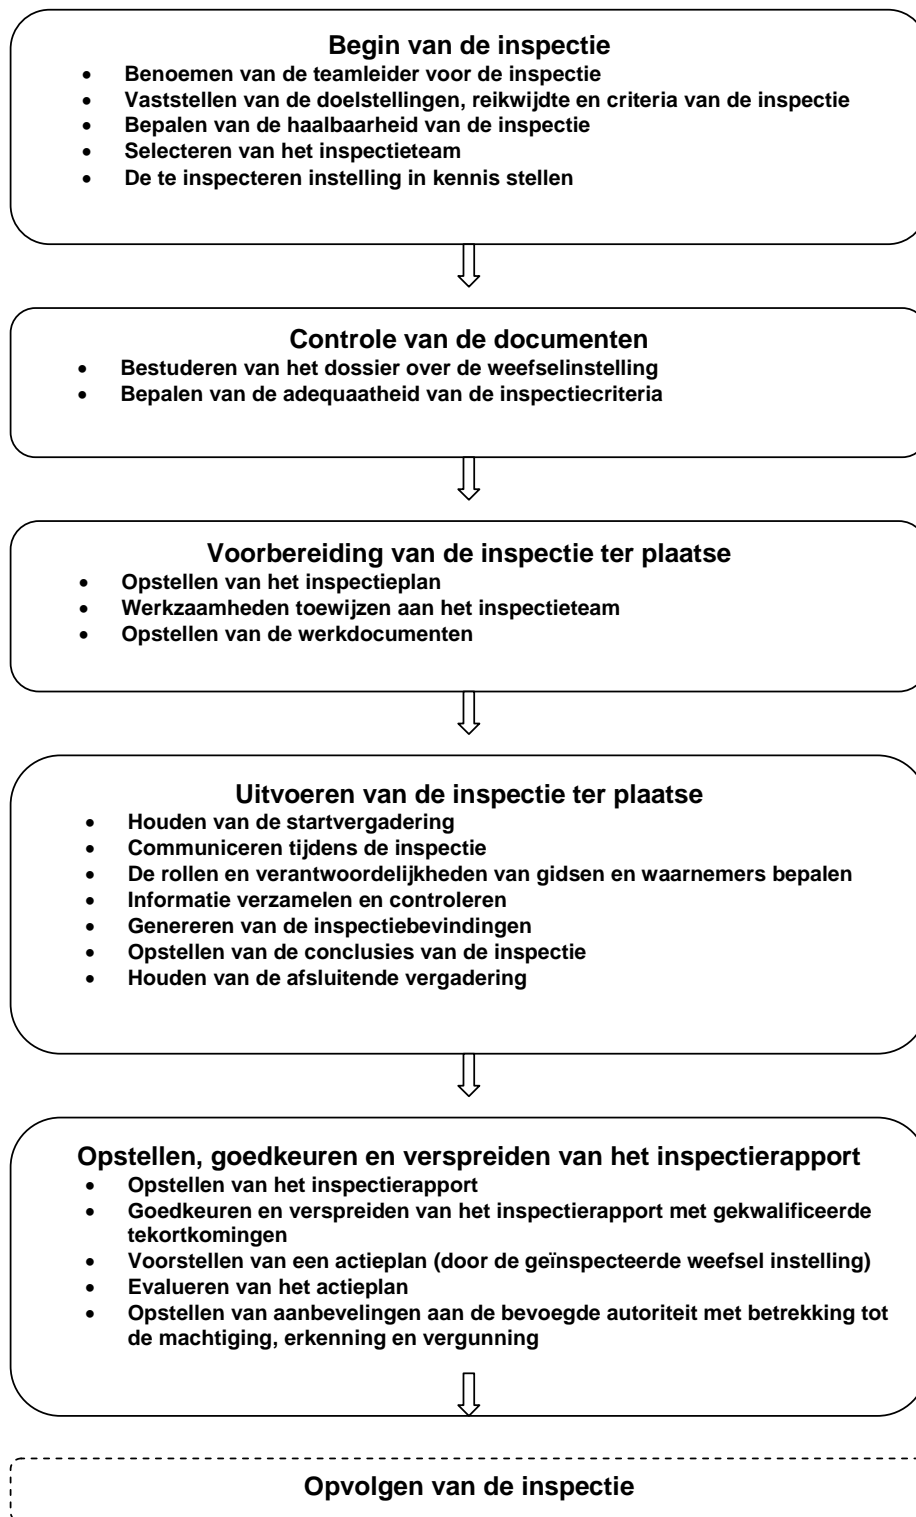 Begin van de inspectie
• Benoemen van de teamleider voor de inspectie
• Vaststellen van de doelstellingen, reikwijdte en criteria van de inspectie
• Bepalen van de haalbaarheid van de inspectie
• Selecteren van het inspectieteam
• De te inspecteren instelling in kennis stellen
Controle van de documenten
• Bestuderen van het dossier over de weefselinstelling
• Bepalen van de adequaatheid van de inspectiecriteria
Voorbereiding van de inspectie ter plaatse
• Opstellen van het inspectieplan
• Werkzaamheden toewijzen aan het inspectieteam
• Opstellen van de werkdocumenten
Uitvoeren van de inspectie ter plaatse
• Houden van de startvergadering
• Communiceren tijdens de inspectie
• De rollen en verantwoordelijkheden van gidsen en waarnemers bepalen
• Informatie verzamelen en controleren
• Genereren van de inspectiebevindingen
• Opstellen van de conclusies van de inspectie
• Houden van de afsluitende vergadering
Opstellen, goedkeuren en verspreiden van het inspectierapport
• Opstellen van het inspectierapport
• Goedkeuren en verspreiden van het inspectierapport met gekwalificeerde
tekortkomingen
• Voorstellen van een actieplan (door de geïnspecteerde weefsel instelling)
• Evalueren van het actieplan
• Opstellen van aanbevelingen aan de bevoegde autoriteit met betrekking tot
de machtiging, erkenning en vergunning
Opvolgen van de inspectie